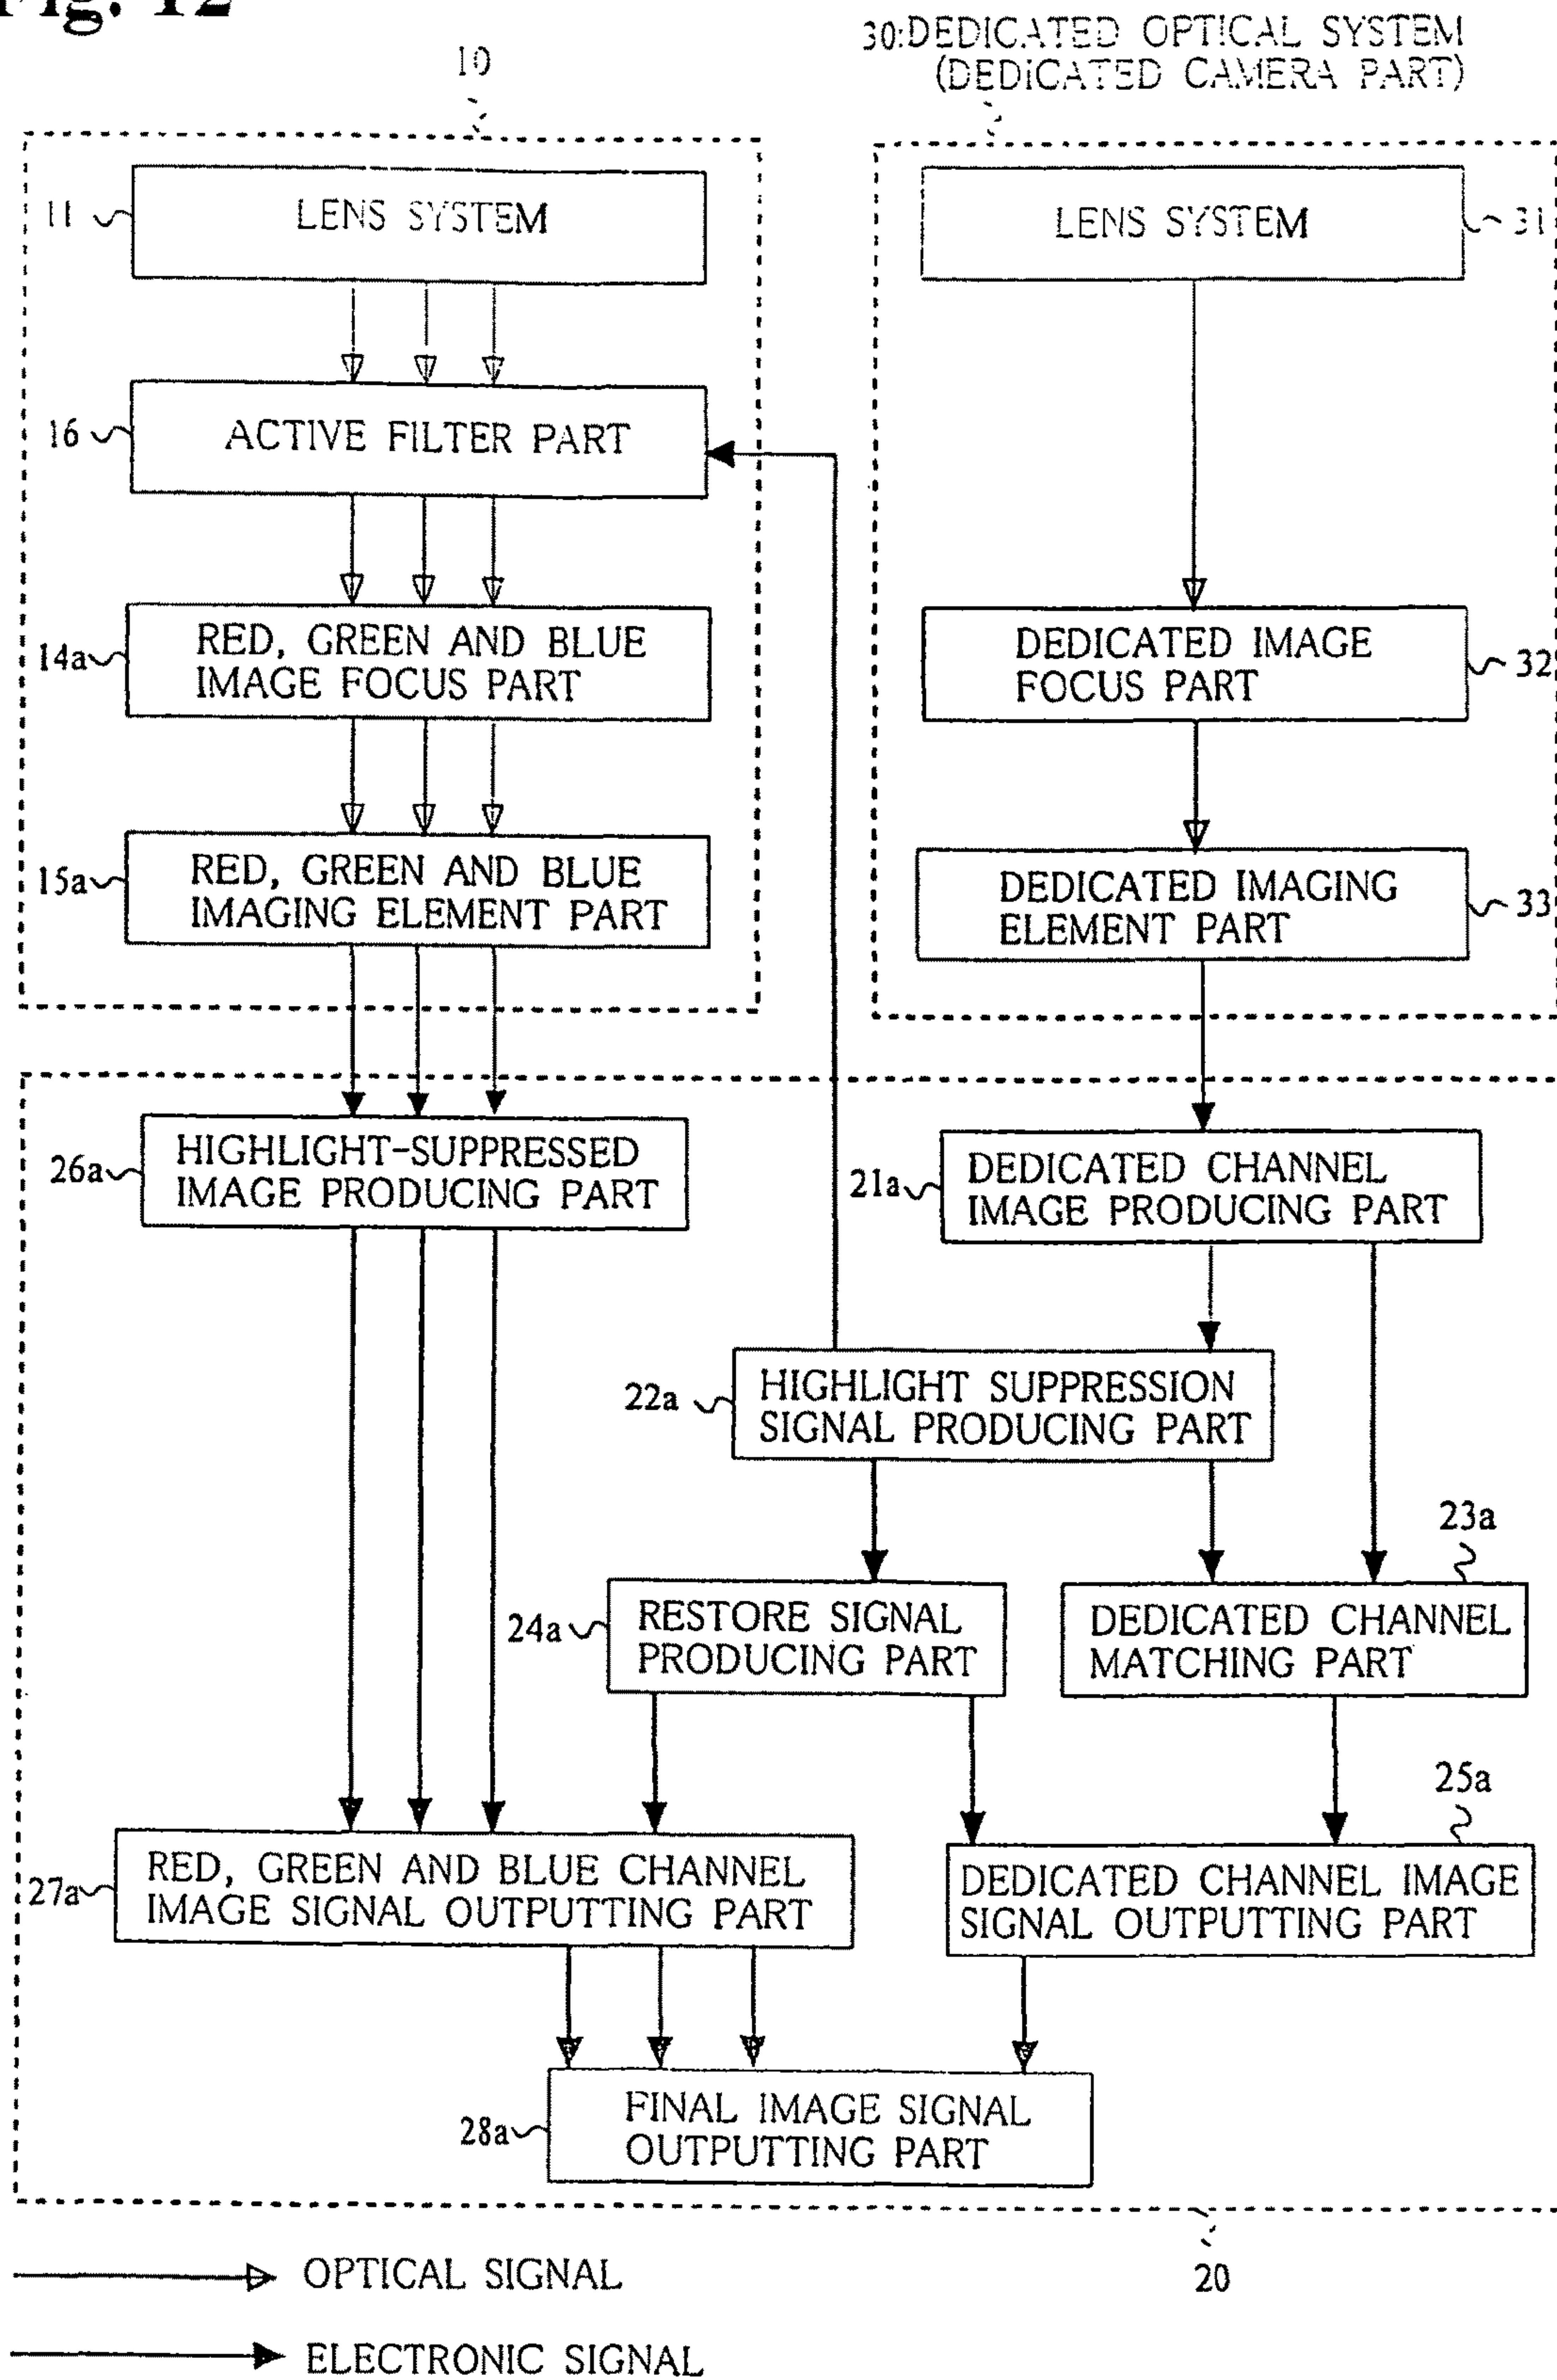 Fig. 12
10
30:DEDICATED OPTICAL SYSTEM
(DEDICATED CAMERA PART)
11
LENS SYSTEM
LENS SYSTEM
31
16
ACTIVE FILTER PART
14a
RED, GREEN AND BLUE
IMAGE FOCUS PART
DEDICATED IMAGE
FOCUS PART
32
15a
RED, GREEN AND BLUE
IMAGING ELEMENT PART
DEDICATED IMAGING
ELEMENT PART
33
26a
HIGHLIGHT-SUPPRESSED
IMAGE PRODUCING PART
21a
DEDICATED CHANNEL
IMAGE PRODUCING PART
22a
HIGHLIGHT SUPPRESSION
SIGNAL PRODUCING PART
23a
24a
RESTORE SIGNAL
PRODUCING PART
DEDICATED CHANNEL
MATCHING PART
25a
27a
RED, GREEN AND BLUE CHANNEL
IMAGE SIGNAL OUTPUTTING PART
DEDICATED CHANNEL IMAGE
SIGNAL OUTPUTTING PART
28a
FINAL IMAGE SIGNAL
OUTPUTTING PART
20
OPTICAL SIGNAL
ELECTRONIC SIGNAL